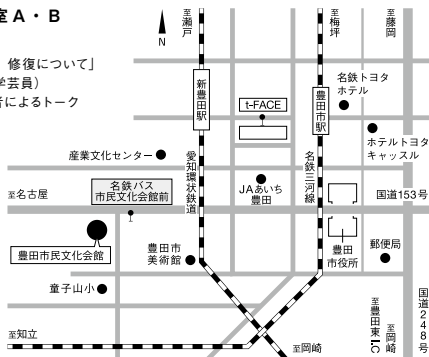 室A・B
修復について」
学芸員）
者によるトーク
N
至瀬戸
至梅坪
至藤岡
新豊田駅
t-FACE
豊田市駅
名鉄トヨタ
ホテル
ホテルトヨタ
キャッスル
産業文化センター
愛知環状鉄道
名鉄三河線
JAあいち
豊田
至名古屋
名鉄バス
市民文化会館前
国道153号
豊田市民文化会館
豊田市
美術館
豊田
市役所
郵便局
童子山小
至知立
至岡崎
至豊田東I.C
至岡崎
国道248号